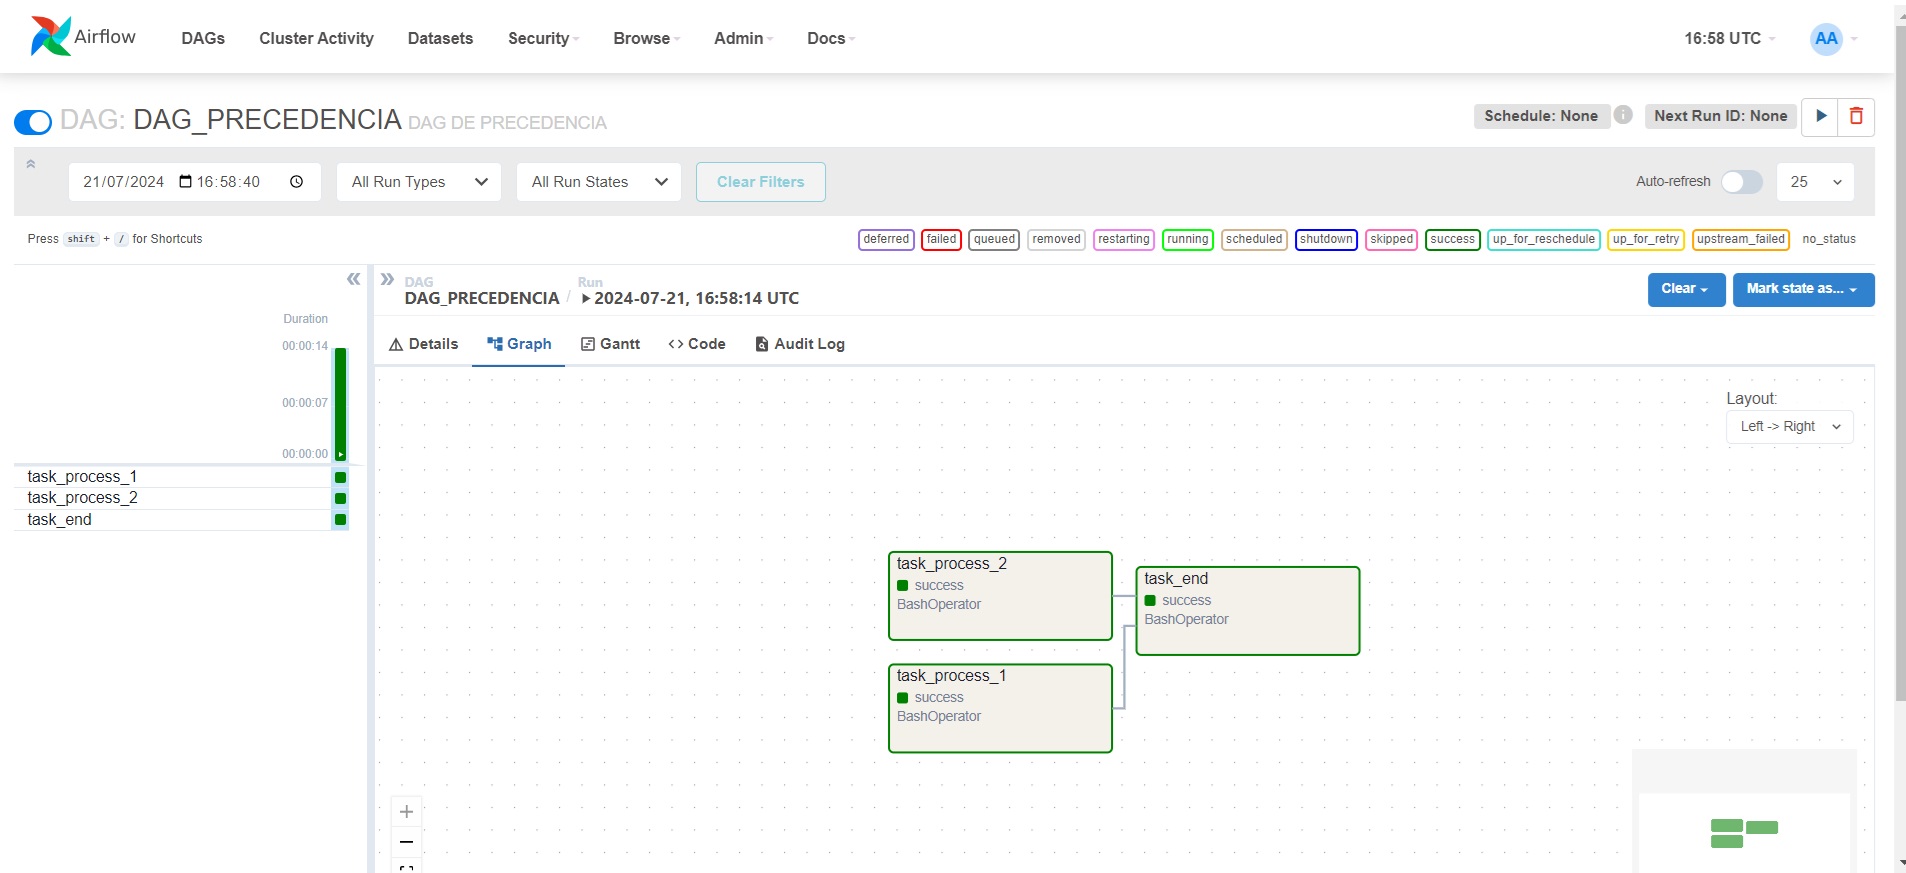 Airflow DAGs Cluster Activity Datasets Security Browse Admin Docs 16:58 UTC AA
DAG: DAG_PRECEDENCIA DAG DE PRECEDENCIA Schedule: None i Next Run ID: None
21/07/2024 16:58:40 All Run Types All Run States Clear Filters Auto-refresh 25
Press shift + / for Shortcuts deferred failed queued removed restarting running scheduled shutdown skipped success up_for_reschedule up_for_retry upstream_failed no_status
DAG Run
DAG_PRECEDENCIA / 2024-07-21, 16:58:14 UTC Clear Mark state as...
Duration
00:00:14
00:00:07
00:00:00
task_process_1
task_process_2
task_end
Details Graph Gantt Code Audit Log
Layout:
Left -> Right
task_process_2
success
BashOperator
task_end
success
BashOperator
task_process_1
success
BashOperator